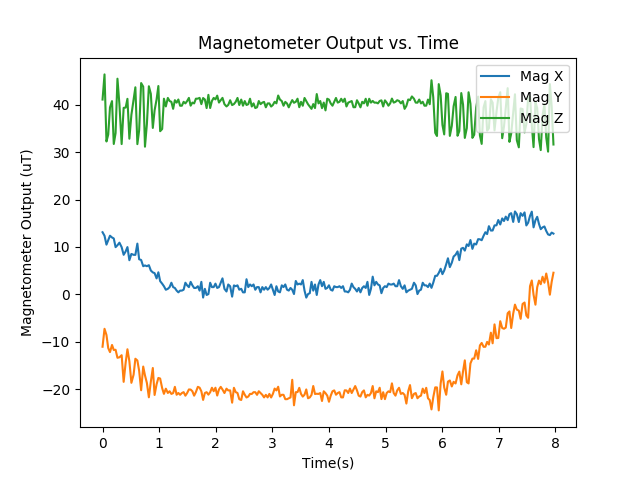 Magnetometer Output vs. Time
Mag X
Mag Y
Mag Z
Magnetometer Output (uT)
40
30
20
10
0
−10
−20
0 1 2 3 4 5 6 7 8
Time(s)